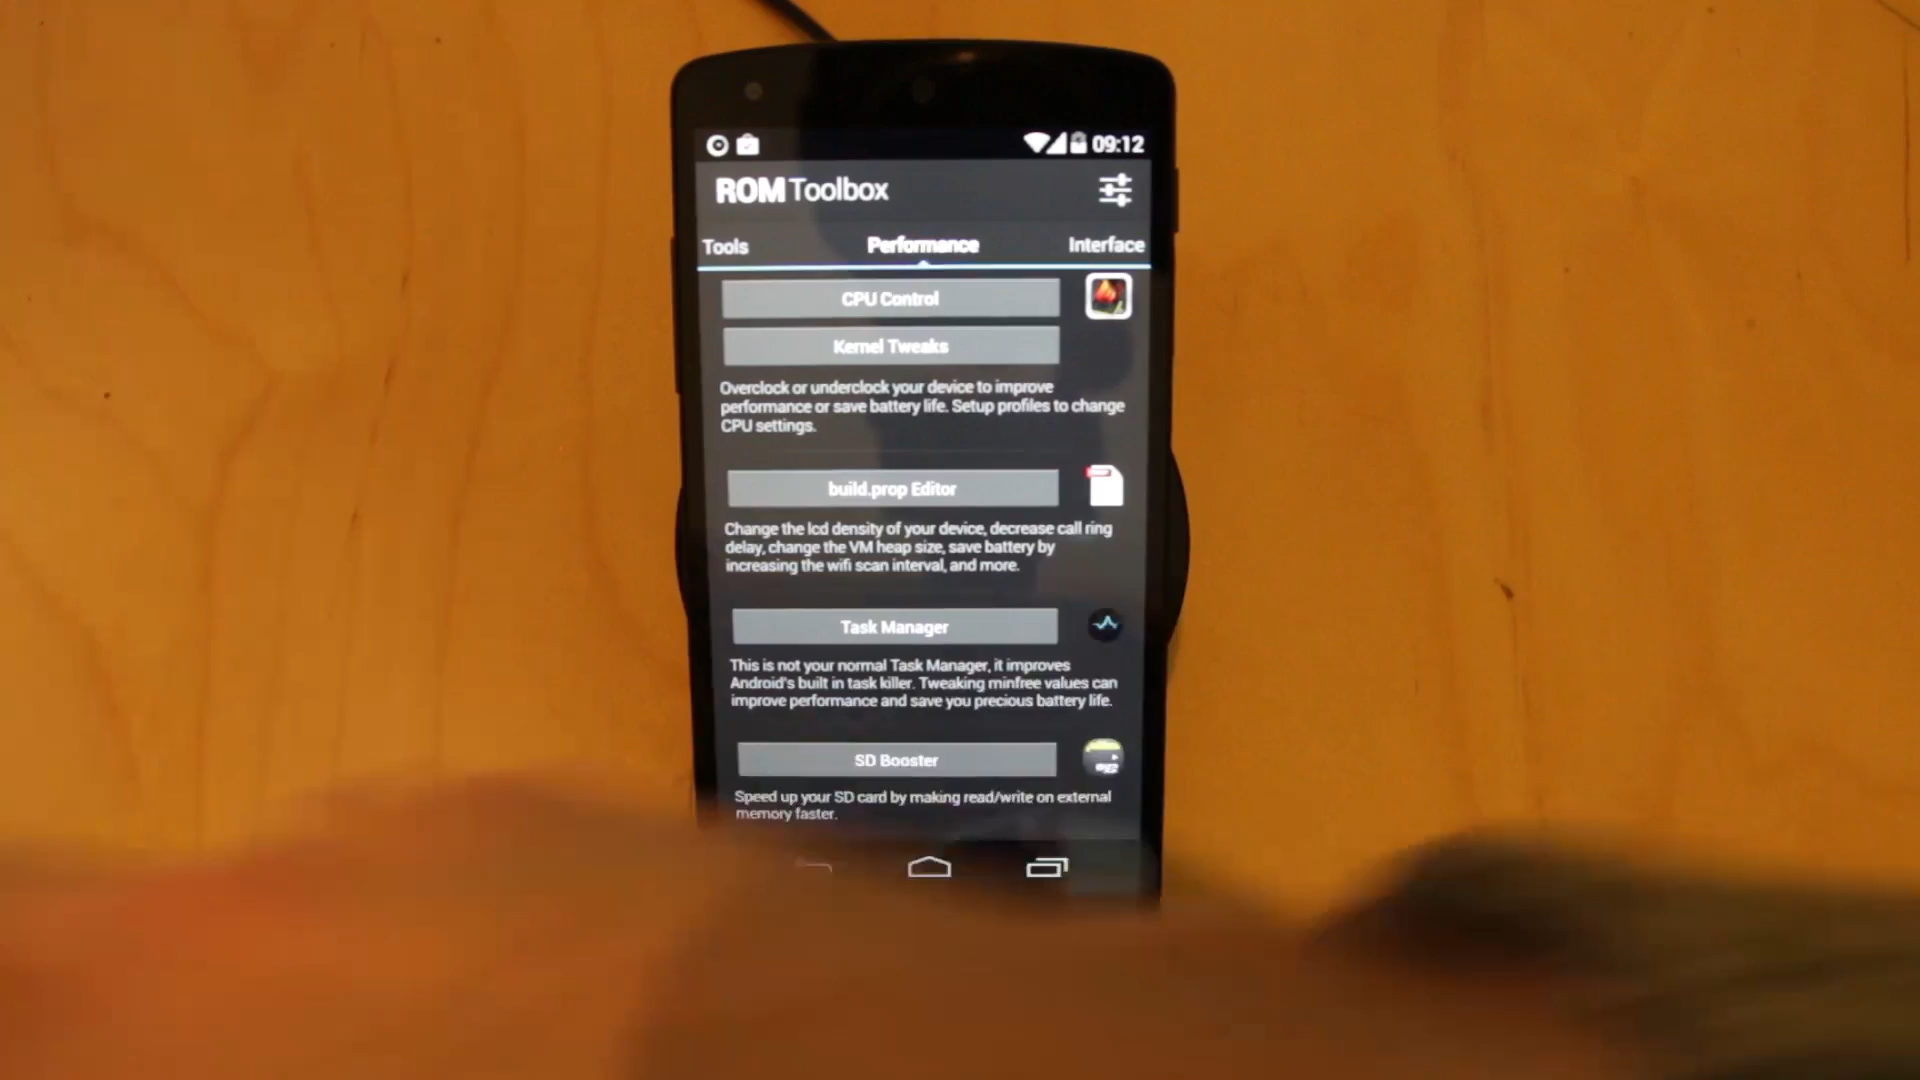 09:12
ROM Toolbox
Tools Performance Interface
CPU Control
Kernel Tweaks
Overclock or underclock your device to improve
performance or save battery life. Setup profiles to change
CPU settings.
build.prop Editor
Change the lcd density of your device, decrease call ring
delay, change the VM heap size, save battery by
increasing the wifi scan interval, and more.
Task Manager
This is not your normal Task Manager, it improves
Android's built in task killer. Tweaking minfree values can
improve performance and save you precious battery life.
SD Booster
Speed up your SD card by making read/write on external
memory faster.